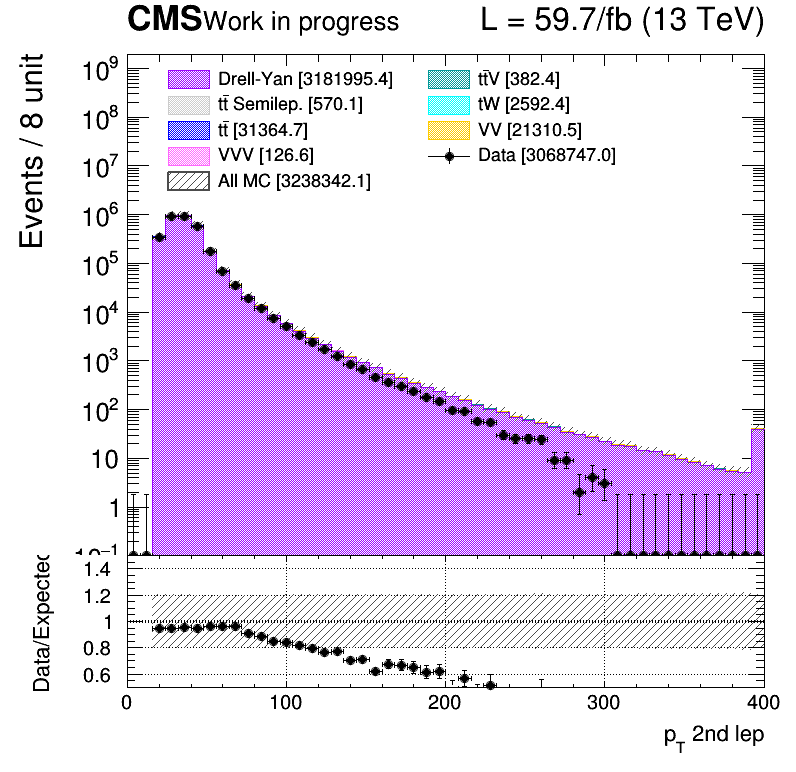 CMS Work in progress L = 59.7/fb (13 TeV)
Events / 8 unit
Drell-Yan [3181995.4] tt̄V [382.4]
tt̄ Semilep. [570.1] tW [2592.4]
tt̄ [31364.7] VV [21310.5]
VVV [126.6] Data [3068747.0]
All MC [3238342.1]
10⁹
10⁸
10⁷
10⁶
10⁵
10⁴
10³
10²
10
1
10⁻¹
Data/Expected
1.4
1.2
1
0.8
0.6
0 100 200 300 400
p_T 2nd lep